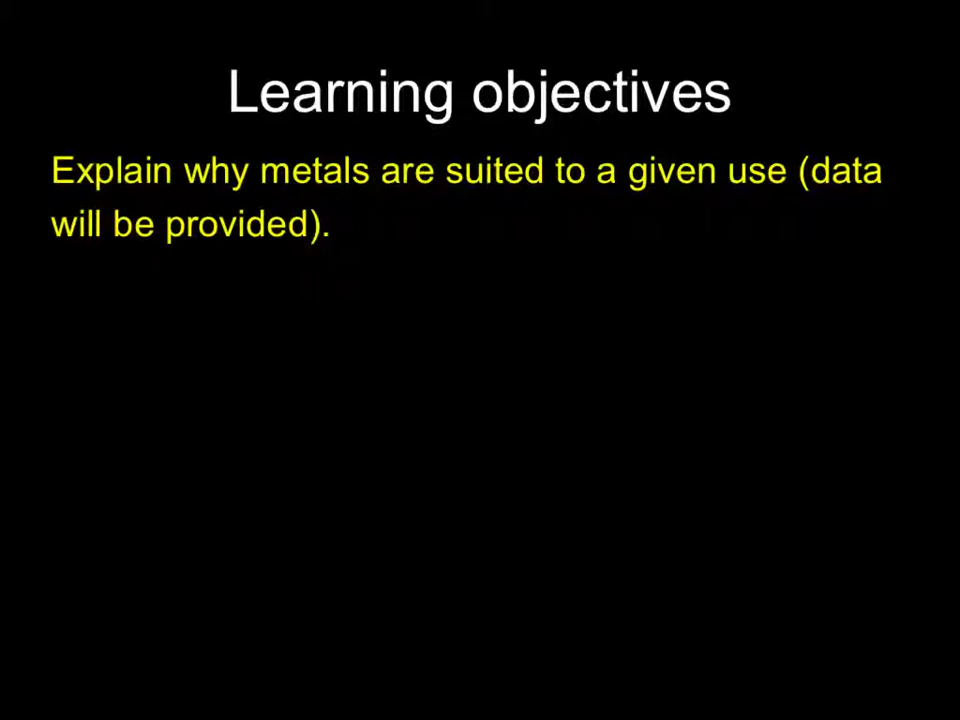 Learning objectives
Explain why metals are suited to a given use (data
will be provided).